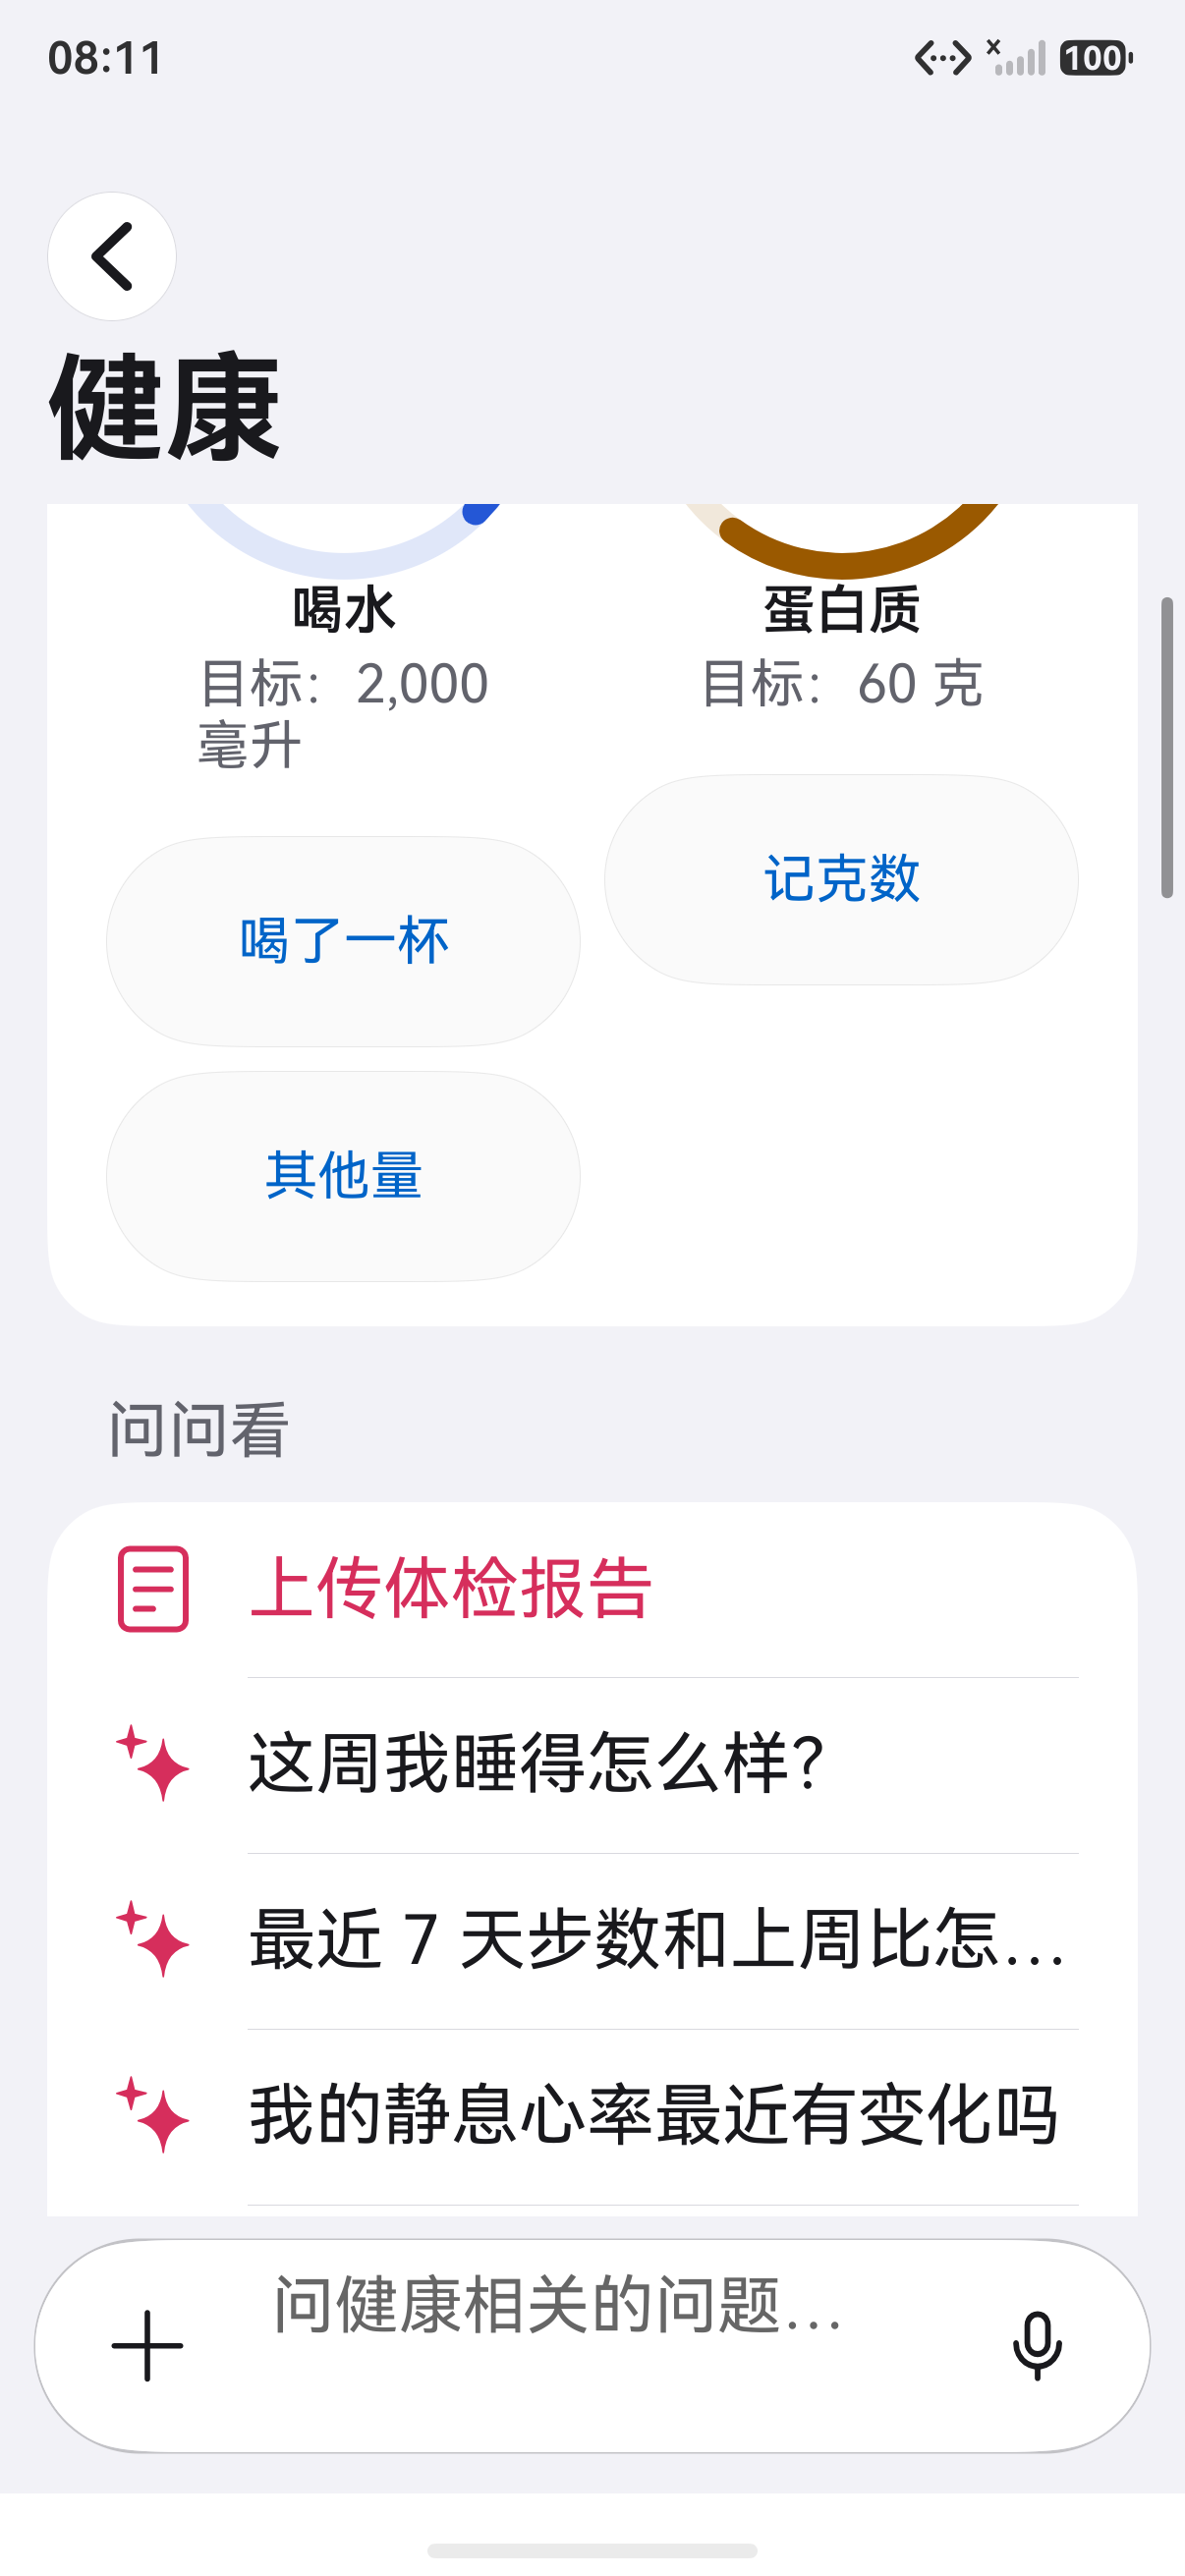 08:11
100
健康
喝水
蛋白质
目标：2,000
毫升
目标：60 克
记克数
喝了一杯
其他量
问问看
上传体检报告
这周我睡得怎么样？
最近 7 天步数和上周比怎…
我的静息心率最近有变化吗
问健康相关的问题…